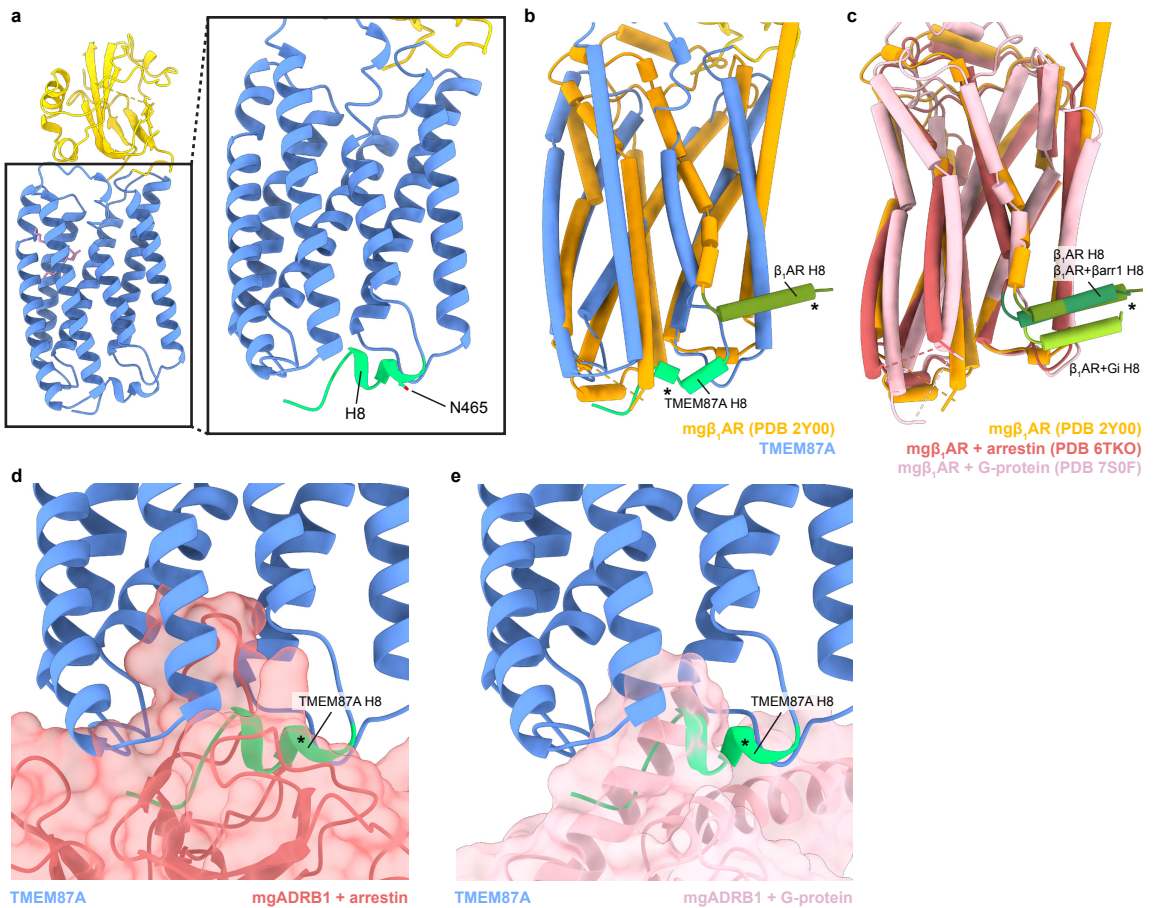 a
H8
N465
b
β₁AR H8
*
*
TMEM87A H8
mgβ₁AR (PDB 2Y00)
TMEM87A
c
β₁AR H8
β₁AR+βarr1 H8
*
β₁AR+Gi H8
mgβ₁AR (PDB 2Y00)
mgβ₁AR + arrestin (PDB 6TKO)
mgβ₁AR + G-protein (PDB 7S0F)
d
TMEM87A H8
*
TMEM87A
mgADRB1 + arrestin
e
TMEM87A H8
*
TMEM87A
mgADRB1 + G-protein